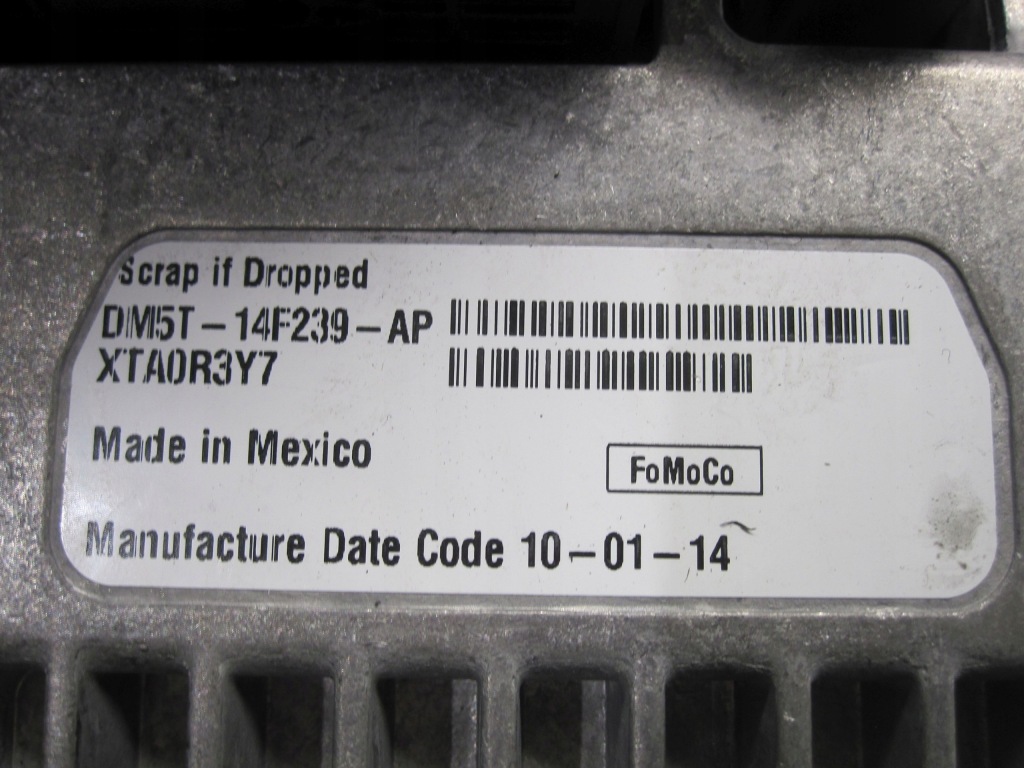 Scrap if Dropped
DM5T-14F239-AP
XTA0R3Y7
Made in Mexico
FoMoCo
Manufacture Date Code 10-01-14